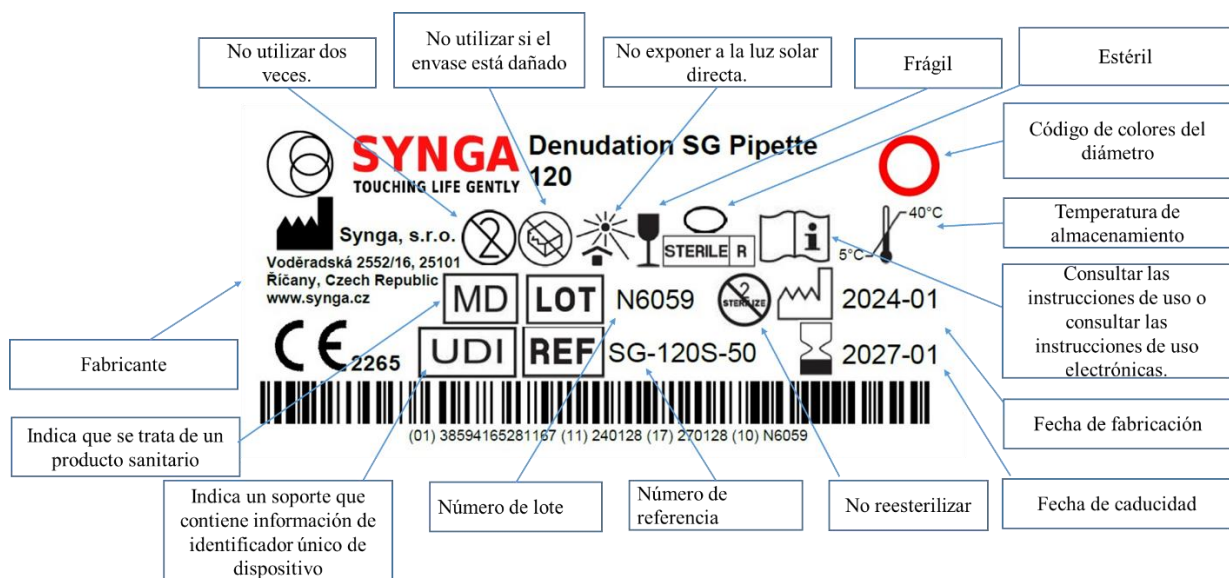 No utilizar dos
veces.
No utilizar si el
envase está dañado
No exponer a la luz solar
directa.
Frágil
Estéril
Código de colores del
diámetro
Temperatura de
almacenamiento
Consultar las
instrucciones de uso o
consultar las
instrucciones de uso
electrónicas.
Fecha de fabricación
Fecha de caducidad
No reesterilizar
Número de
referencia
Número de lote
Indica un soporte que
contiene información de
identificador único de
dispositivo
Indica que se trata de un
producto sanitario
Fabricante
SYNGA
TOUCHING LIFE GENTLY
Denudation SG Pipette
120
2
STERILE R
i
40°C
5°C
Synga, s.r.o.
Voděradská 2552/16, 25101
Říčany, Czech Republic
www.synga.cz
MD LOT N6059
2
STERILIZE
2024-01
CE 2265
UDI REF SG-120S-50
2027-01
(01) 38594165281167 (11) 240128 (17) 270128 (10) N6059